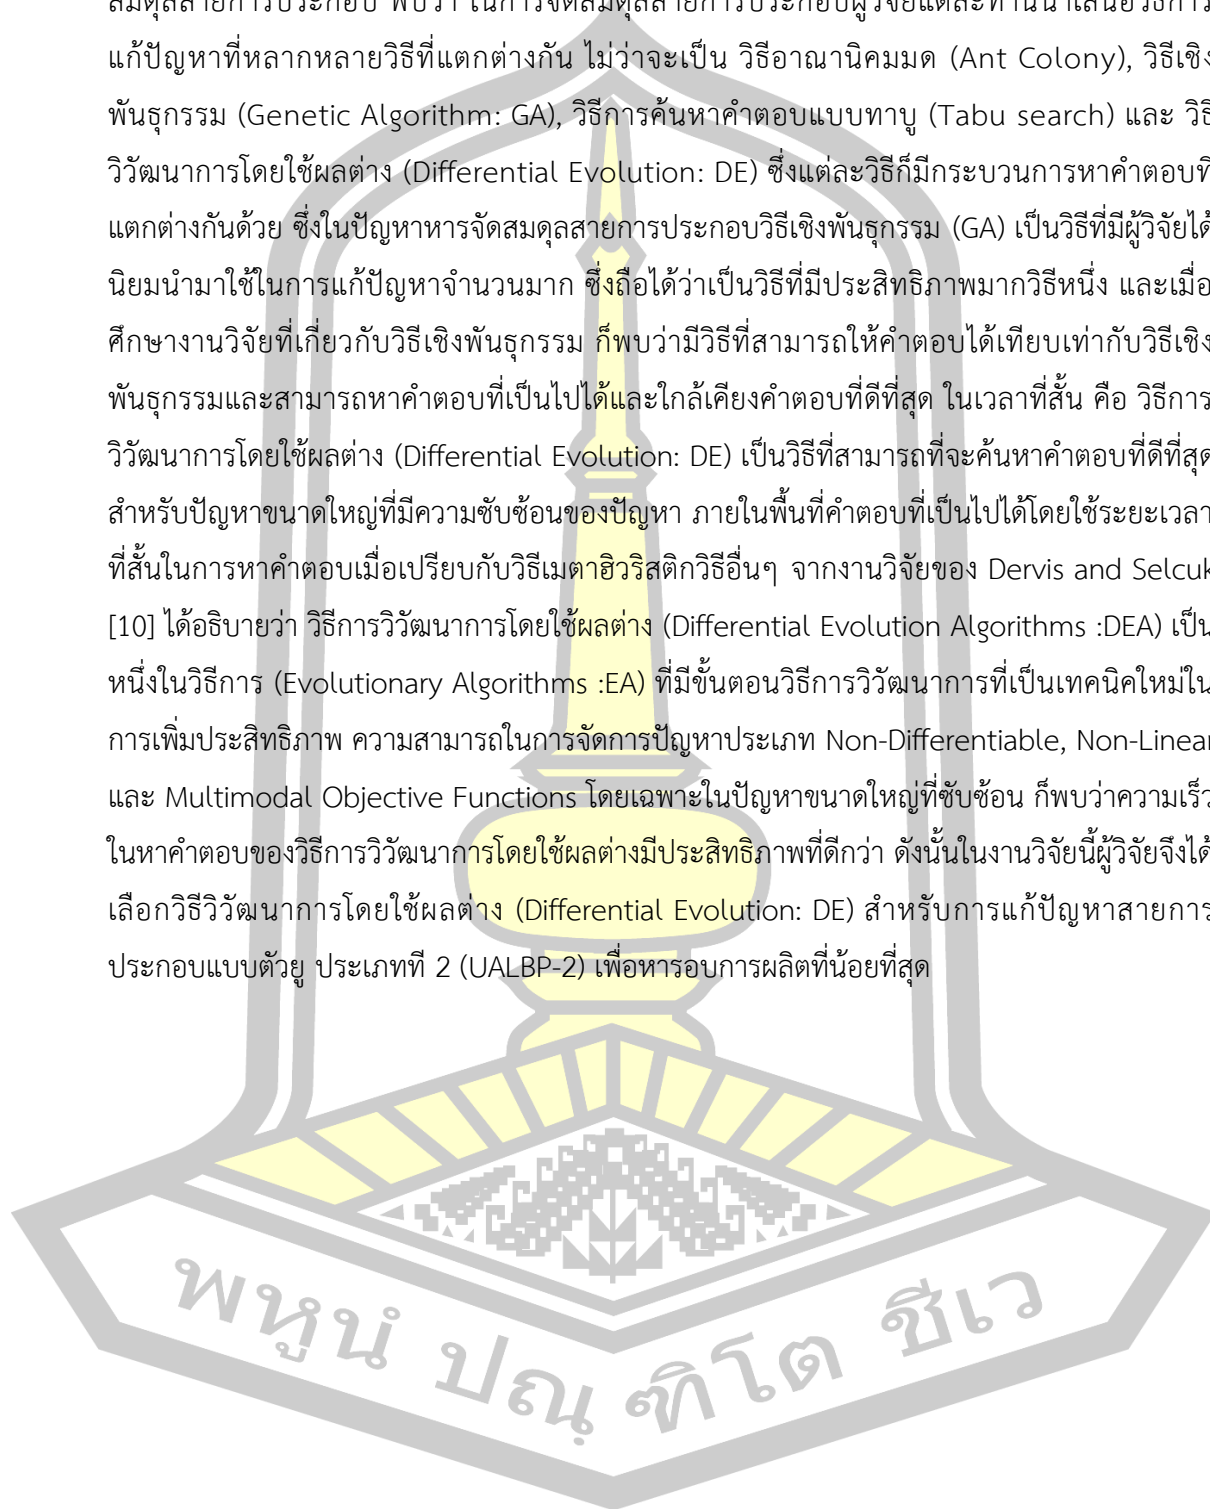 สมดุลสายการประกอบ พบว่า ในการจัดสมดุลสายการประกอบผู้วิจัยแต่ละท่านนำเสนอวิธีการ
แก้ปัญหาที่หลากหลายวิธีที่แตกต่างกัน ไม่ว่าจะเป็น วิธีอาณานิคมมด (Ant Colony), วิธีเชิง
พันธุกรรม (Genetic Algorithm: GA), วิธีการค้นหาคำตอบแบบทาบู (Tabu search) และ วิธี
วิวัฒนาการโดยใช้ผลต่าง (Differential Evolution: DE) ซึ่งแต่ละวิธีก็มีกระบวนการหาคำตอบที่
แตกต่างกันด้วย ซึ่งในปัญหาหารจัดสมดุลสายการประกอบวิธีเชิงพันธุกรรม (GA) เป็นวิธีที่มีผู้วิจัยได้
นิยมนำมาใช้ในการแก้ปัญหาจำนวนมาก ซึ่งถือได้ว่าเป็นวิธีที่มีประสิทธิภาพมากวิธีหนึ่ง และเมื่อ
ศึกษางานวิจัยที่เกี่ยวกับวิธีเชิงพันธุกรรม ก็พบว่ามีวิธีที่สามารถให้คำตอบได้เทียบเท่ากับวิธีเชิง
พันธุกรรมและสามารถหาคำตอบที่เป็นไปได้และใกล้เคียงคำตอบที่ดีที่สุด ในเวลาที่สั้น คือ วิธีการ
วิวัฒนาการโดยใช้ผลต่าง (Differential Evolution: DE) เป็นวิธีที่สามารถที่จะค้นหาคำตอบที่ดีที่สุด
สำหรับปัญหาขนาดใหญ่ที่มีความซับซ้อนของปัญหา ภายในพื้นที่คำตอบที่เป็นไปได้โดยใช้ระยะเวลา
ที่สั้นในการหาคำตอบเมื่อเปรียบกับวิธีเมตาฮิวริสติกวิธีอื่นๆ จากงานวิจัยของ Dervis and Selcuk
[10] ได้อธิบายว่า วิธีการวิวัฒนาการโดยใช้ผลต่าง (Differential Evolution Algorithms :DEA) เป็น
หนึ่งในวิธีการ (Evolutionary Algorithms :EA) ที่มีขั้นตอนวิธีการวิวัฒนาการที่เป็นเทคนิคใหม่ใน
การเพิ่มประสิทธิภาพ ความสามารถในการจัดการปัญหาประเภท Non-Differentiable, Non-Linear
และ Multimodal Objective Functions โดยเฉพาะในปัญหาขนาดใหญ่ที่ซับซ้อน ก็พบว่าความเร็ว
ในหาคำตอบของวิธีการวิวัฒนาการโดยใช้ผลต่างมีประสิทธิภาพที่ดีกว่า ดังนั้นในงานวิจัยนี้ผู้วิจัยจึงได้
เลือกวิธีวิวัฒนาการโดยใช้ผลต่าง (Differential Evolution: DE) สำหรับการแก้ปัญหาสายการ
ประกอบแบบตัวยู ประเภทที่ 2 (UALBP-2) เพื่อหารอบการผลิตที่น้อยที่สุด
พหูนํ ปณฺฑิโต ชีเว